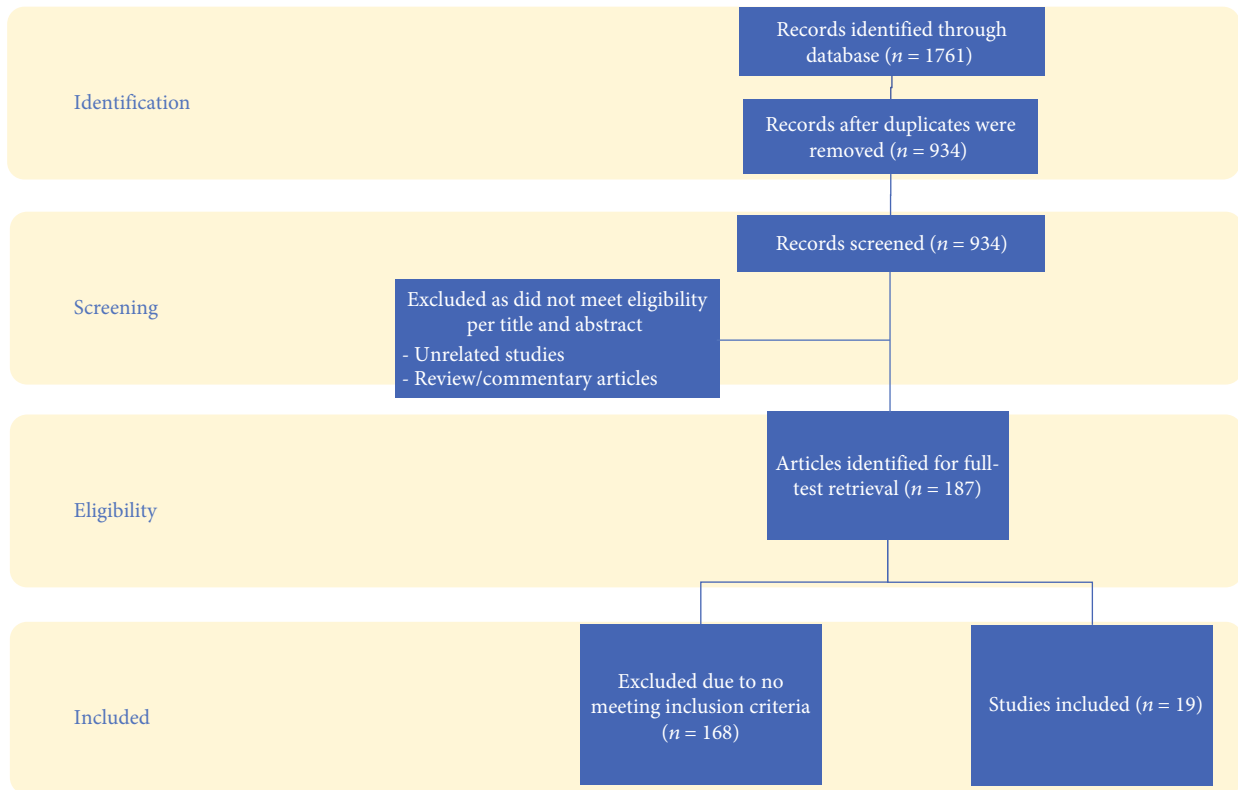 Records identified through
database (n = 1761)
Identification
Records after duplicates were
removed (n = 934)
Records screened (n = 934)
Screening
Excluded as did not meet eligibility
per title and abstract
- Unrelated studies
- Review/commentary articles
Articles identified for full-
test retrieval (n = 187)
Eligibility
Excluded due to no
meeting inclusion criteria
(n = 168)
Studies included (n = 19)
Included